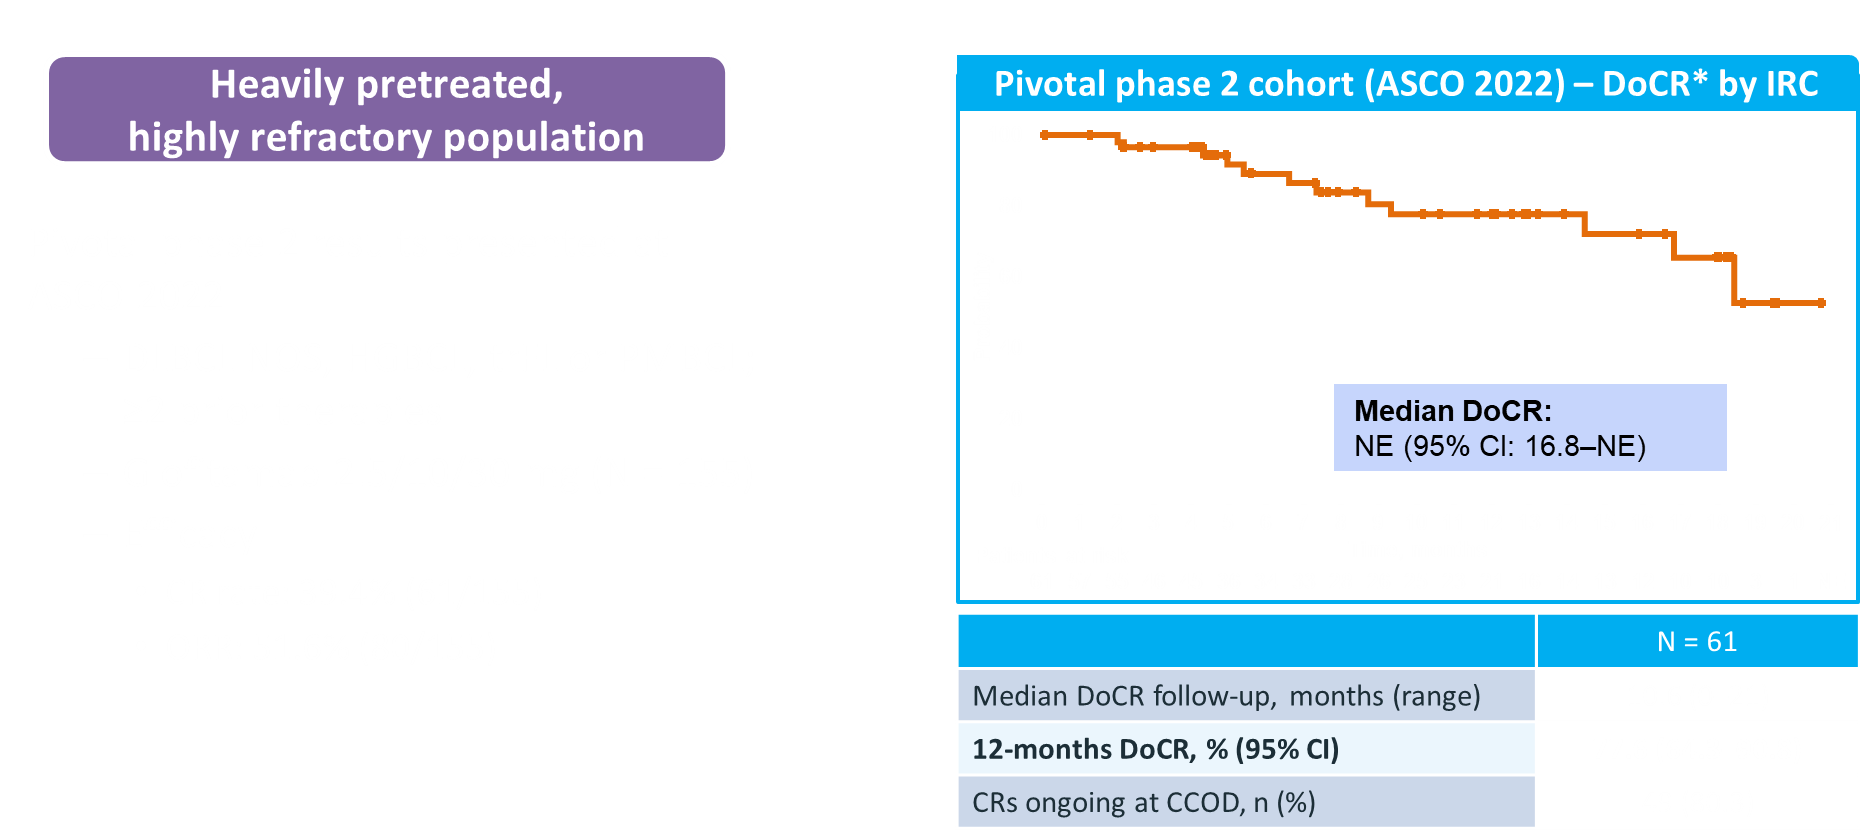 Heavily pretreated,
highly refractory population
Pivotal phase 2 cohort (ASCO 2022) – DoCR* by IRC
Median DoCR:
NE (95% CI: 16.8–NE)
N = 61
Median DoCR follow-up, months (range)
12-months DoCR, % (95% CI)
CRs ongoing at CCOD, n (%)